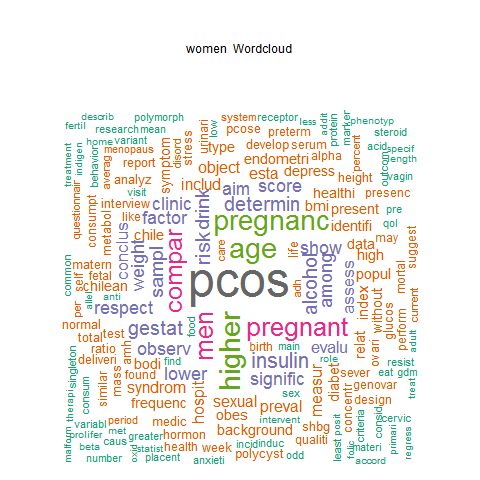 women Wordcloud
describ polymorph system receptor less addit protein marker phenotyp
fertil research mean urinari low pcose preterm steroid
home variant disord stress develop serum percent acid specif
treatment indigen behavior menopaus averag report symptom type endometri alpha depress length
questionnair analyz object esta height outcom vagin
visit includ aim score healthi presenc
consumpt interview clinic drink determin bmi present pre
metabol like factor pregnanc identifi qol
chile risk care age life show data may
matern conclus compar among high suggest
self fetal weight sampl alcohol assess popul mortal
common chilean pcos adh index without
per allel anti respect men higher relat ovari glucos perform current adult
normal gestat food pregnant
total test birth main evalu
ratio amh observ find insulin role resist
deliveri bodi lower signific diabet sever eat gdm treat
singleton similar mass found syndrom hospit sex measur genovar
therapi consum frequenc sexual preval concentr materi desi
variabl period medic obes intervent shbg posit criteria consid cervic
malform prolifer met hormon background qualiti least folic primari regress
beta caus greater health week incid induc
number oxid statist placent anxieti polycyst odd accord